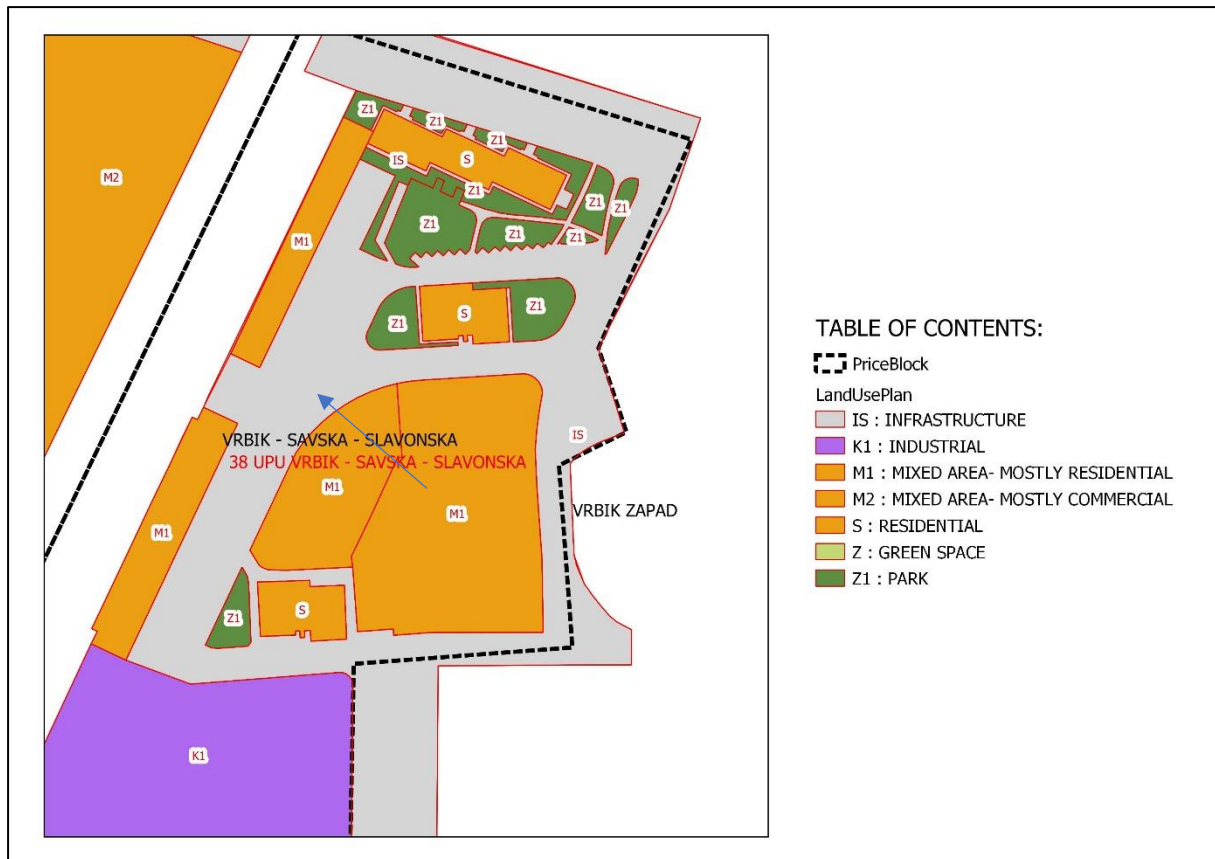 Z1
Z1
Z1
IS
S
M2
Z1
Z1
Z1
Z1
Z1
Z1
M1
Z1
S
Z1
VRBIK - SAVSKA - SLAVONSKA
IS
38 UPU VRBIK - SAVSKA - SLAVONSKA
M1
M1
VRBIK ZAPAD
M1
S
Z1
K1
TABLE OF CONTENTS:
PriceBlock
LandUsePlan
IS : INFRASTRUCTURE
K1 : INDUSTRIAL
M1 : MIXED AREA- MOSTLY RESIDENTIAL
M2 : MIXED AREA- MOSTLY COMMERCIAL
S : RESIDENTIAL
Z : GREEN SPACE
Z1 : PARK